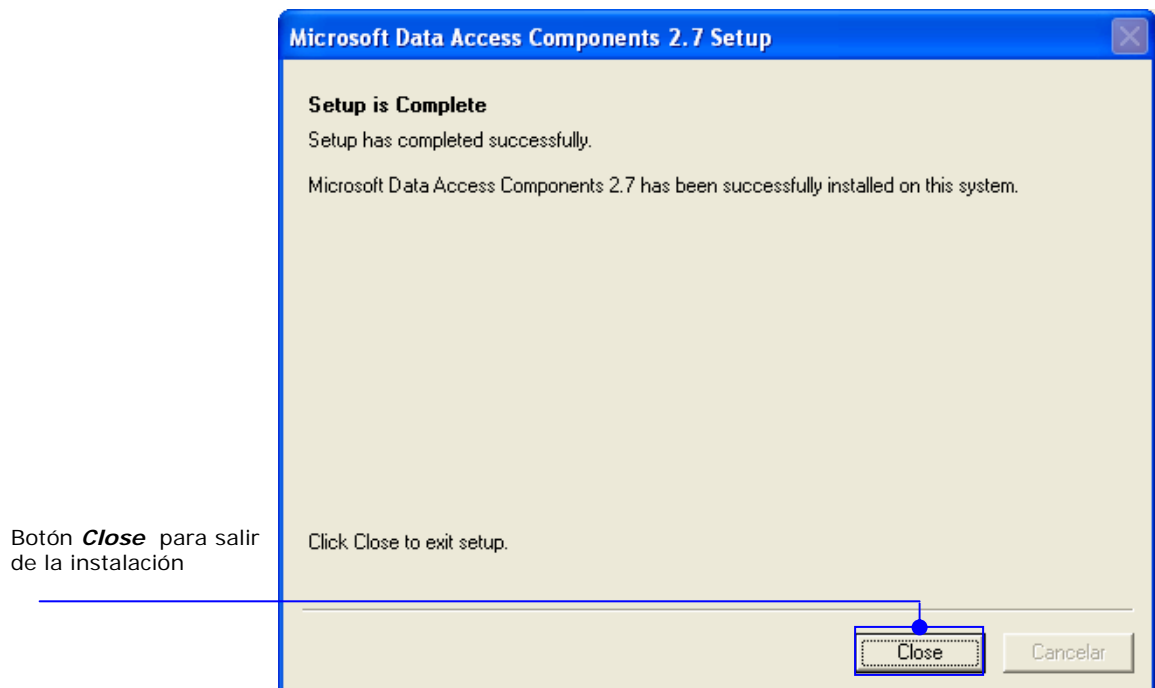 Microsoft Data Access Components 2.7 Setup
Setup is Complete
Setup has completed successfully.
Microsoft Data Access Components 2.7 has been successfully installed on this system.
Botón Close para salir
de la instalación
Click Close to exit setup.
Close
Cancelar